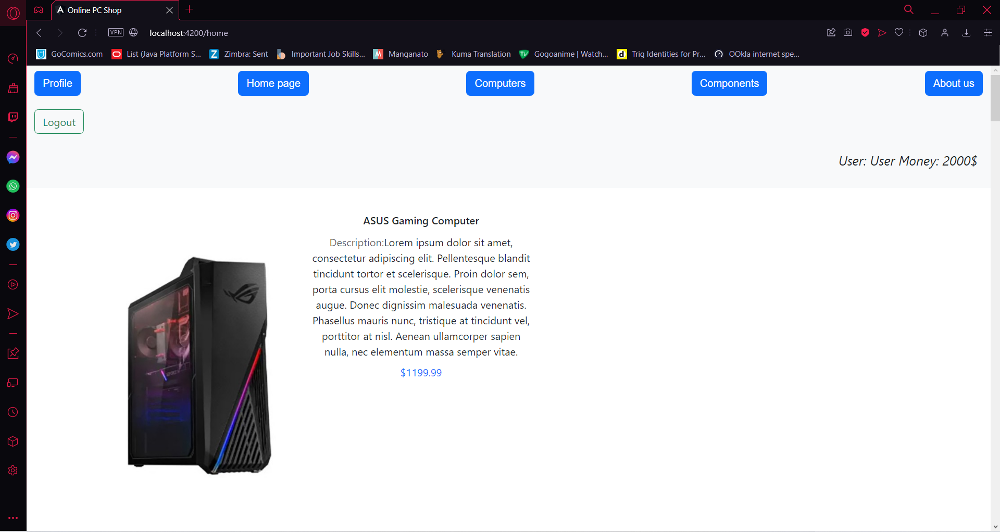 Online PC Shop
VPN
localhost:4200/home
GoComics.com
List (Java Platform S...
Zimbra: Sent
Important Job Skills...
Manganato
Kuma Translation
Gogoanime | Watch...
Trig Identities for Pr...
OOkla internet spe...
Profile
Home page
Computers
Components
About us
Logout
User: User Money: 2000$
ASUS Gaming Computer
Description:Lorem ipsum dolor sit amet,
consectetur adipiscing elit. Pellentesque blandit
tincidunt tortor et scelerisque. Proin dolor sem,
porta cursus elit molestie, scelerisque venenatis
augue. Donec dignissim malesuada venenatis.
Phasellus mauris nunc, tristique at tincidunt vel,
porttitor at nisl. Aenean ullamcorper sapien
nulla, nec elementum massa semper vitae.
$1199.99